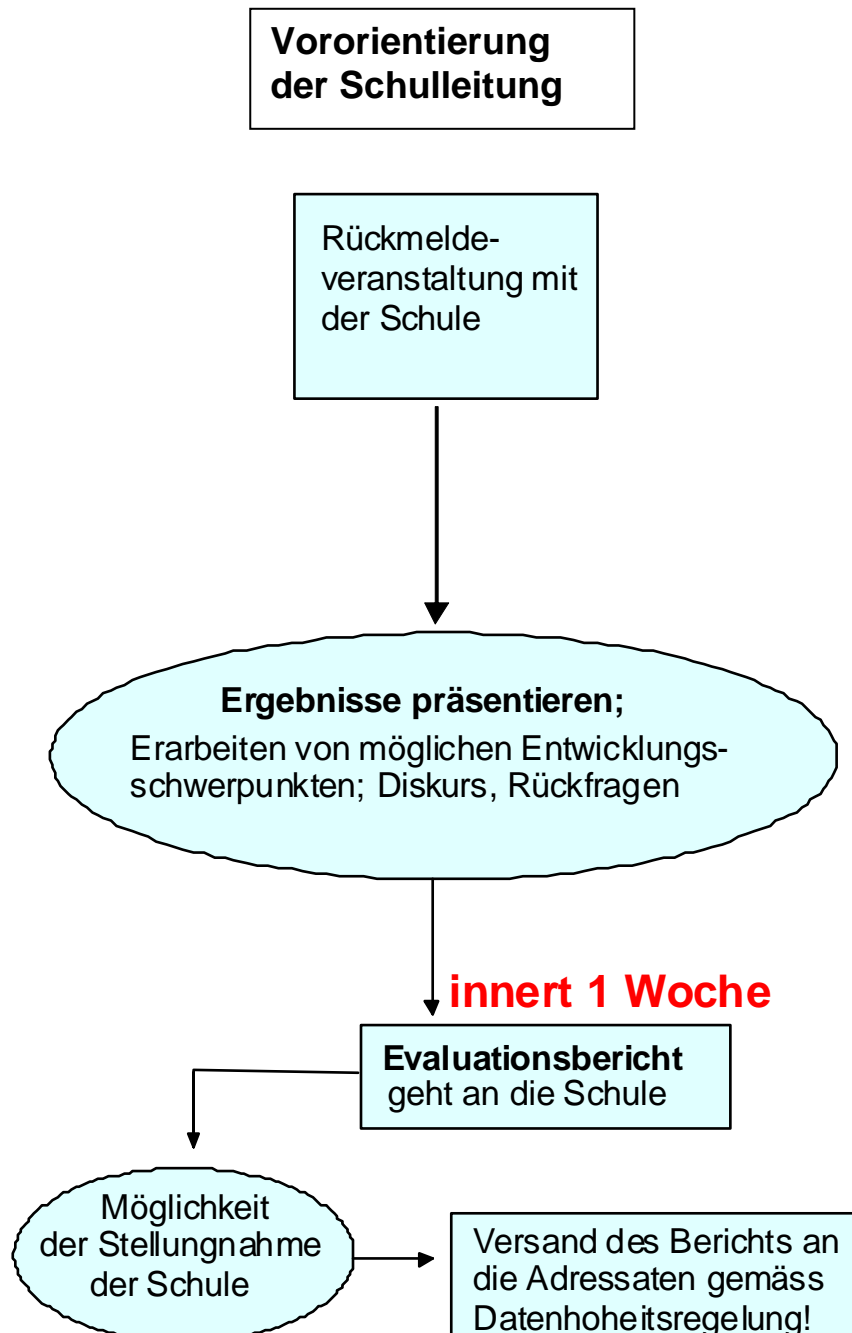 Vororientierung
der Schulleitung
Rückmelde-
veranstaltung mit
der Schule
Ergebnisse präsentieren;
Erarbeiten von möglichen Entwicklungs-
schwerpunkten; Diskurs, Rückfragen
innert 1 Woche
Evaluationsbericht
geht an die Schule
Möglichkeit
der Stellungnahme
der Schule
Versand des Berichts an
die Adressaten gemäss
Datenhoheitsregelung!